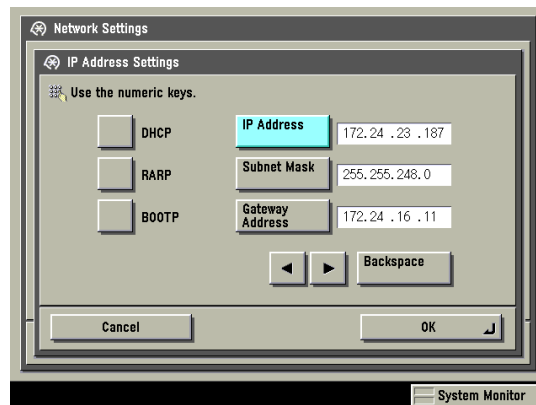 Network Settings
IP Address Settings
Use the numeric keys.
DHCP
IP Address
172.24 .23 .187
RARP
Subnet Mask
255.255.248.0
BOOTP
Gateway
Address
172.24 .16 .11
Backspace
Cancel
OK
System Monitor